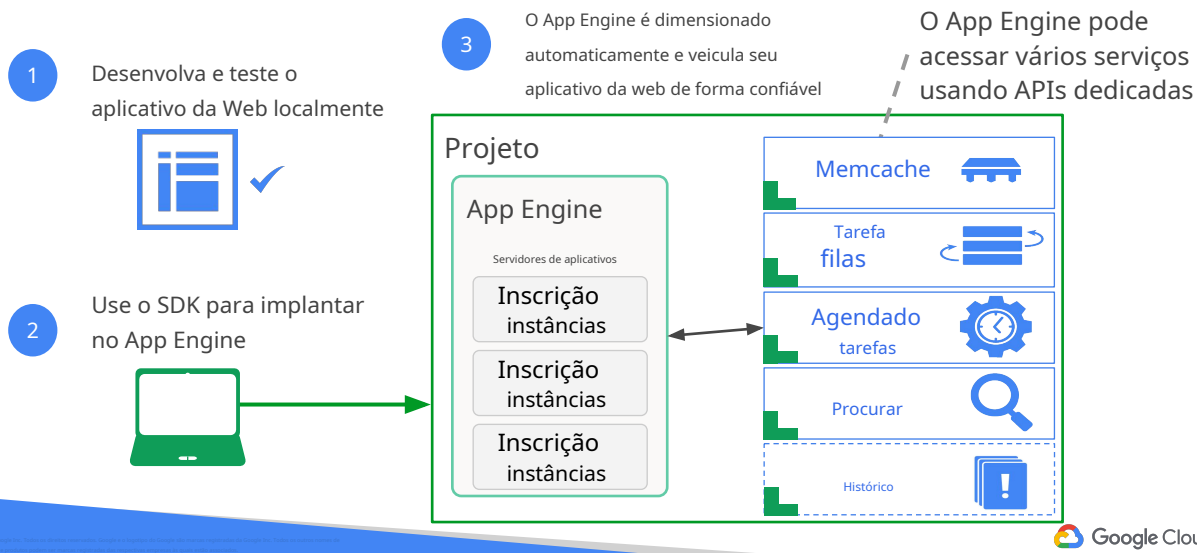 1
Desenvolva e teste o
aplicativo da Web localmente
2
Use o SDK para implantar
no App Engine
3
O App Engine é dimensionado
automaticamente e veicula seu
aplicativo da web de forma confiável
O App Engine pode
acessar vários serviços
usando APIs dedicadas
Projeto
App Engine
Servidores de aplicativos
Inscrição
instâncias
Inscrição
instâncias
Inscrição
instâncias
Memcache
Tarefa
filas
Agendado
tarefas
Procurar
Histórico
Google Clou